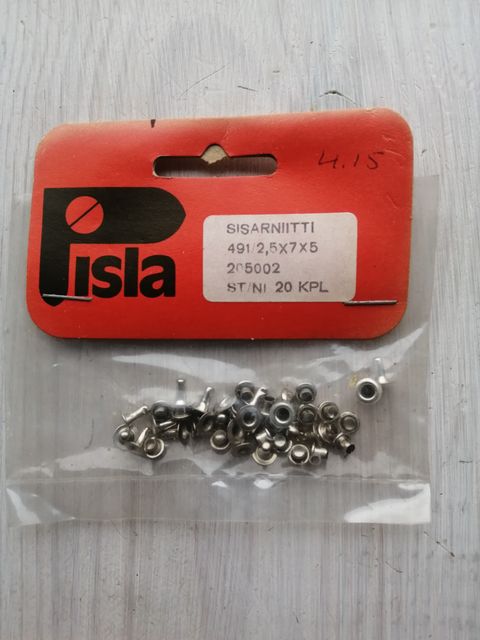 4.15
Pisla
SISARNIITTI
491/2,5X7X5
205002
ST/NI 20 KPL